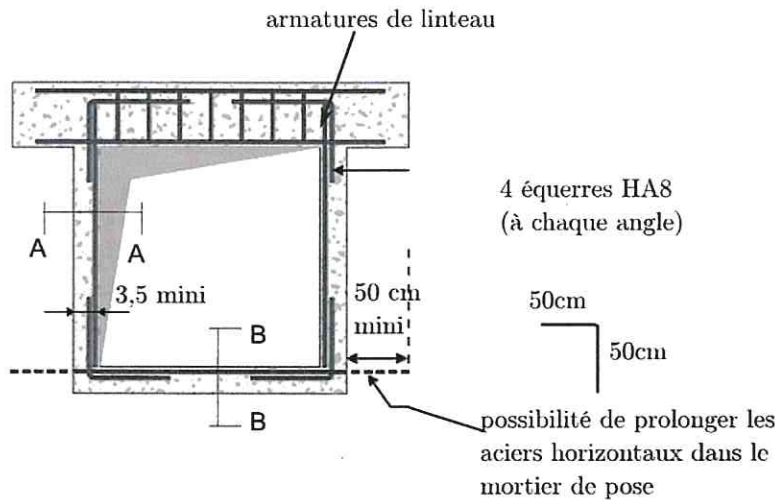 armatures de linteau
4 équerres HA8
(à chaque angle)
A
A
3,5 mini
50 cm
mini
50cm
50cm
B
B
possibilité de prolonger les
aciers horizontaux dans le
mortier de pose